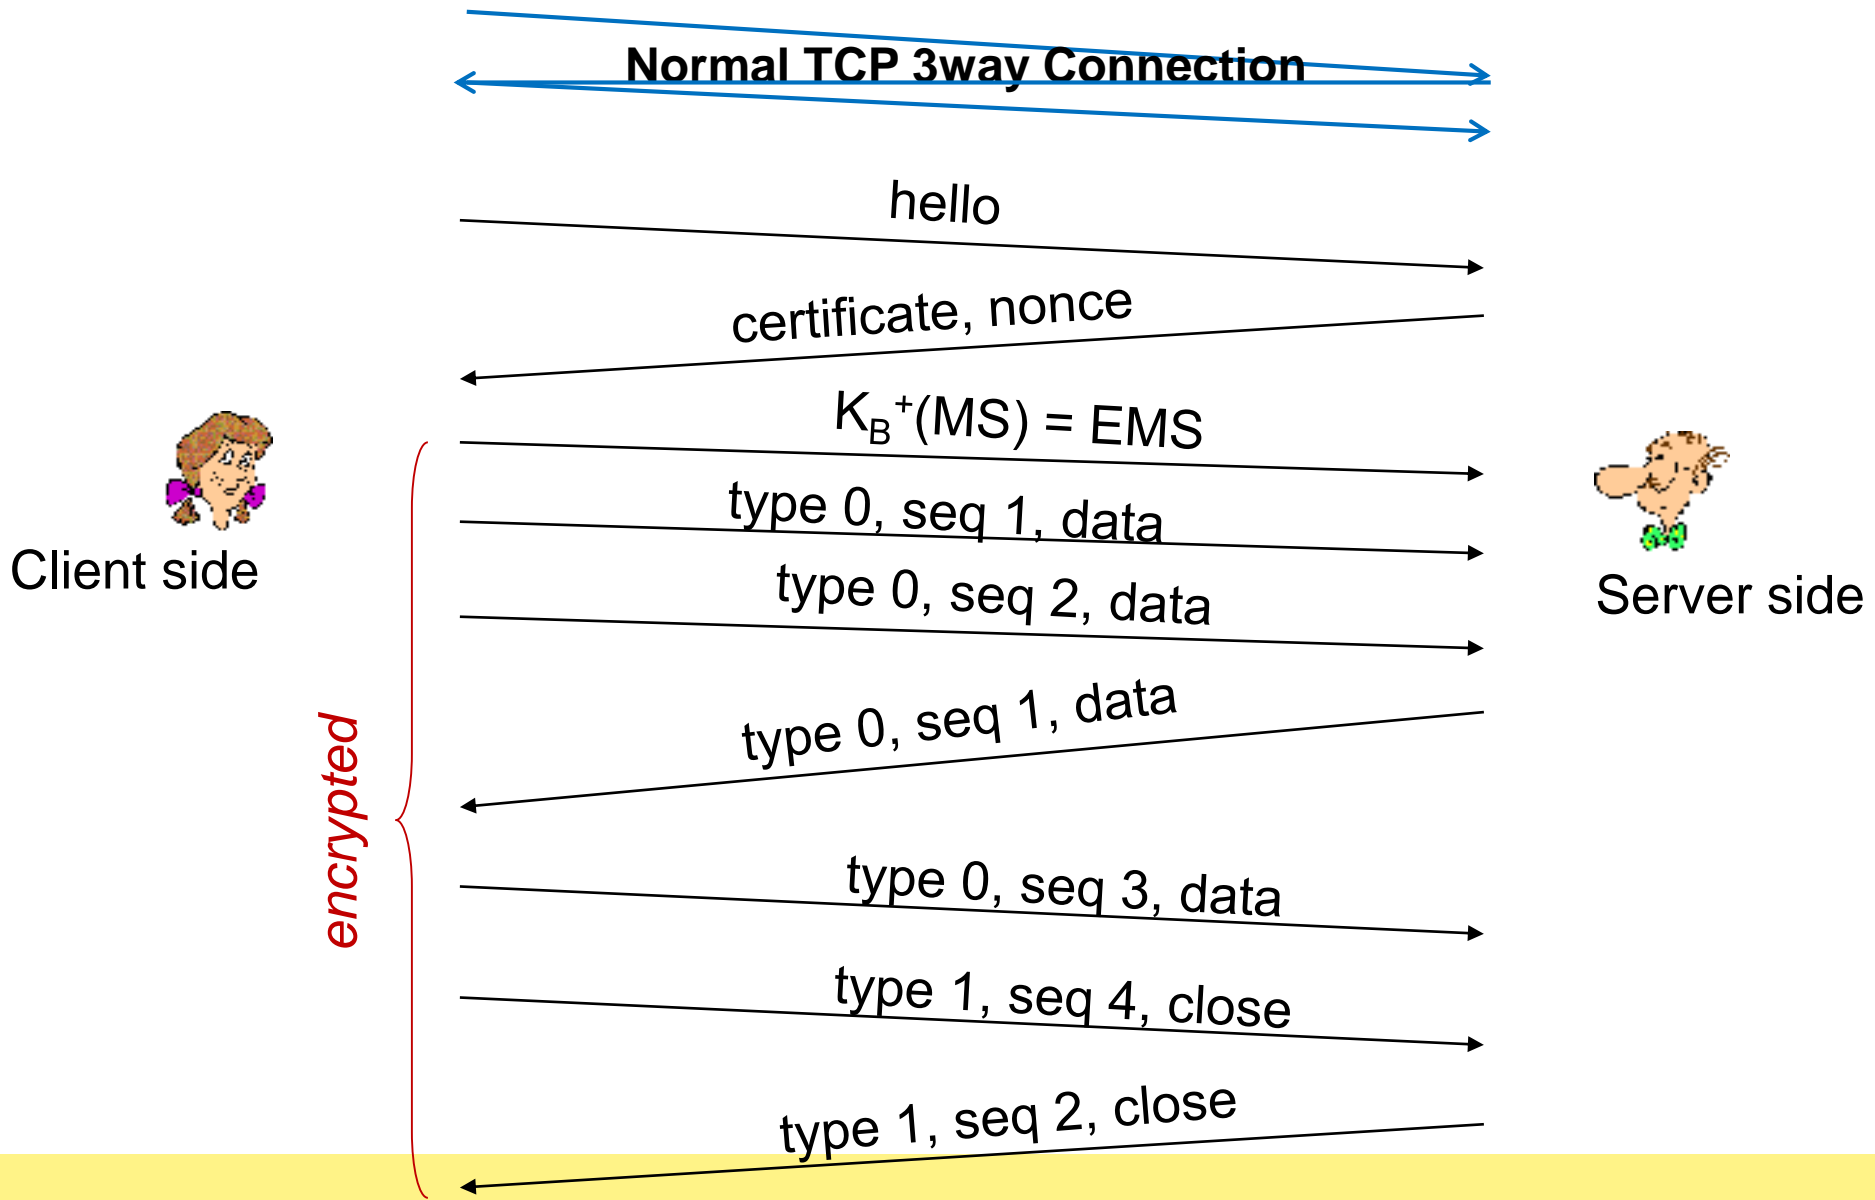 Normal TCP 3way Connection
hello
certificate, nonce
K_B^+(MS) = EMS
type 0, seq 1, data
Client side
type 0, seq 2, data
Server side
type 0, seq 1, data
encrypted
type 0, seq 3, data
type 1, seq 4, close
type 1, seq 2, close